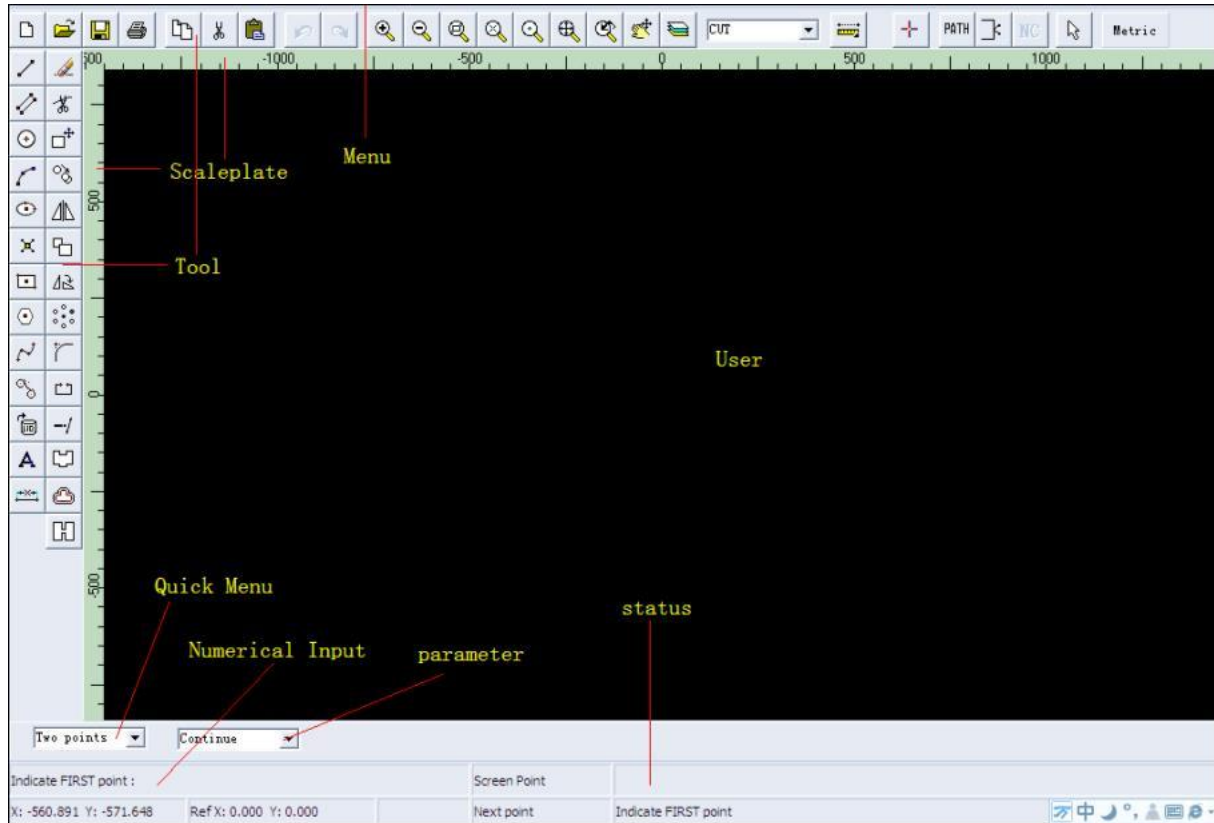 CUT PATH NC Metric
500 -1000 -500 0 500 1000
Menu
Scaleplate
500
Tool
User
0
-500
Quick Menu
status
Numerical Input
parameter
Two points Continue
Indicate FIRST point : Screen Point
X: -560.891 Y: -571.648 Ref X: 0.000 Y: 0.000 Next point Indicate FIRST point 中